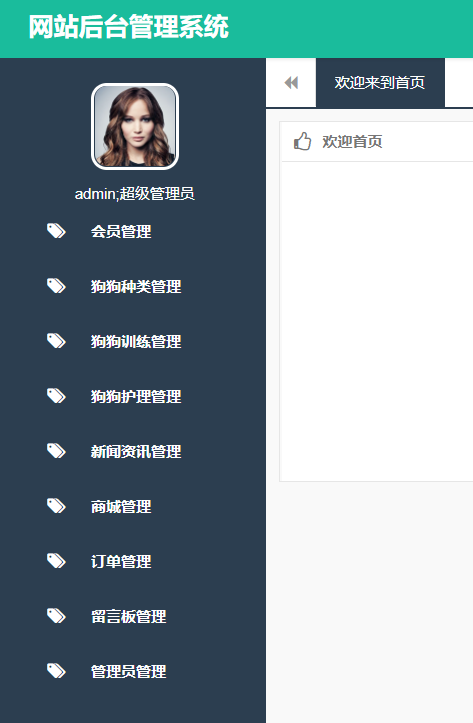 网站后台管理系统
欢迎来到首页
admin;超级管理员
欢迎首页
会员管理
狗狗种类管理
狗狗训练管理
狗狗护理管理
新闻资讯管理
商城管理
订单管理
留言板管理
管理员管理